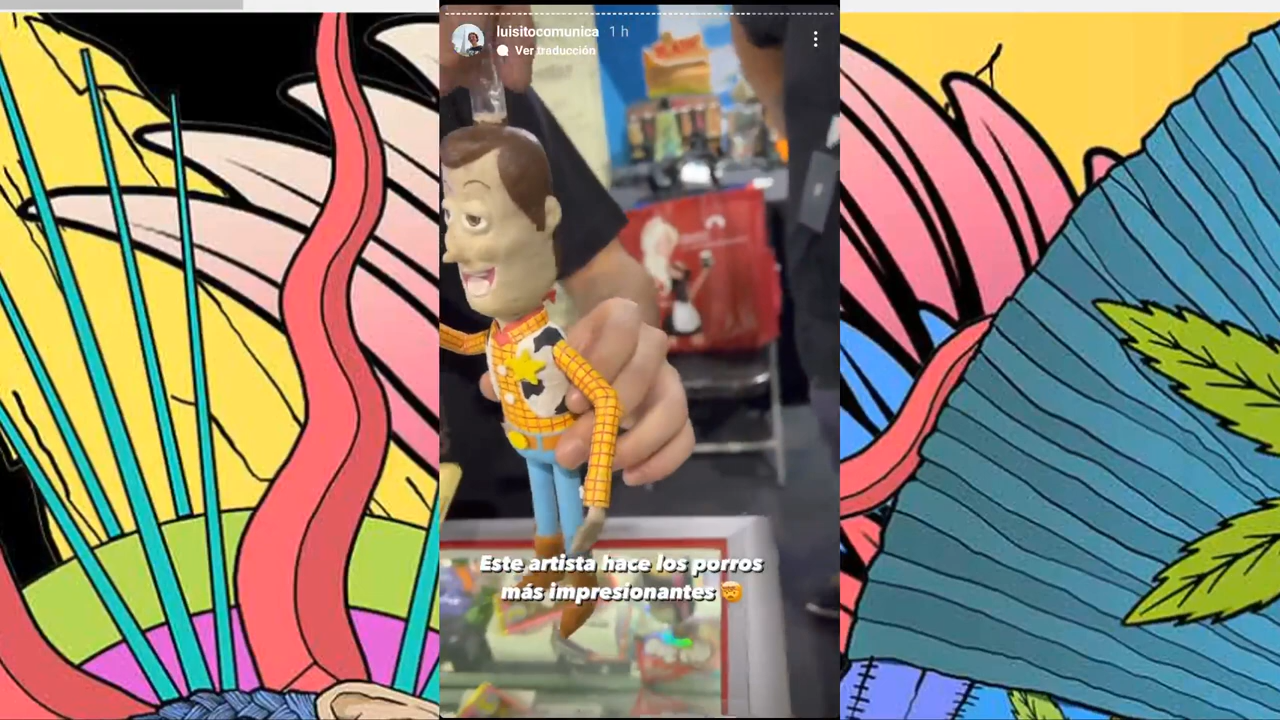 luisitocomunica 1 h
Ver traducción
Este artista hace los porros
más impresionantes 🤯